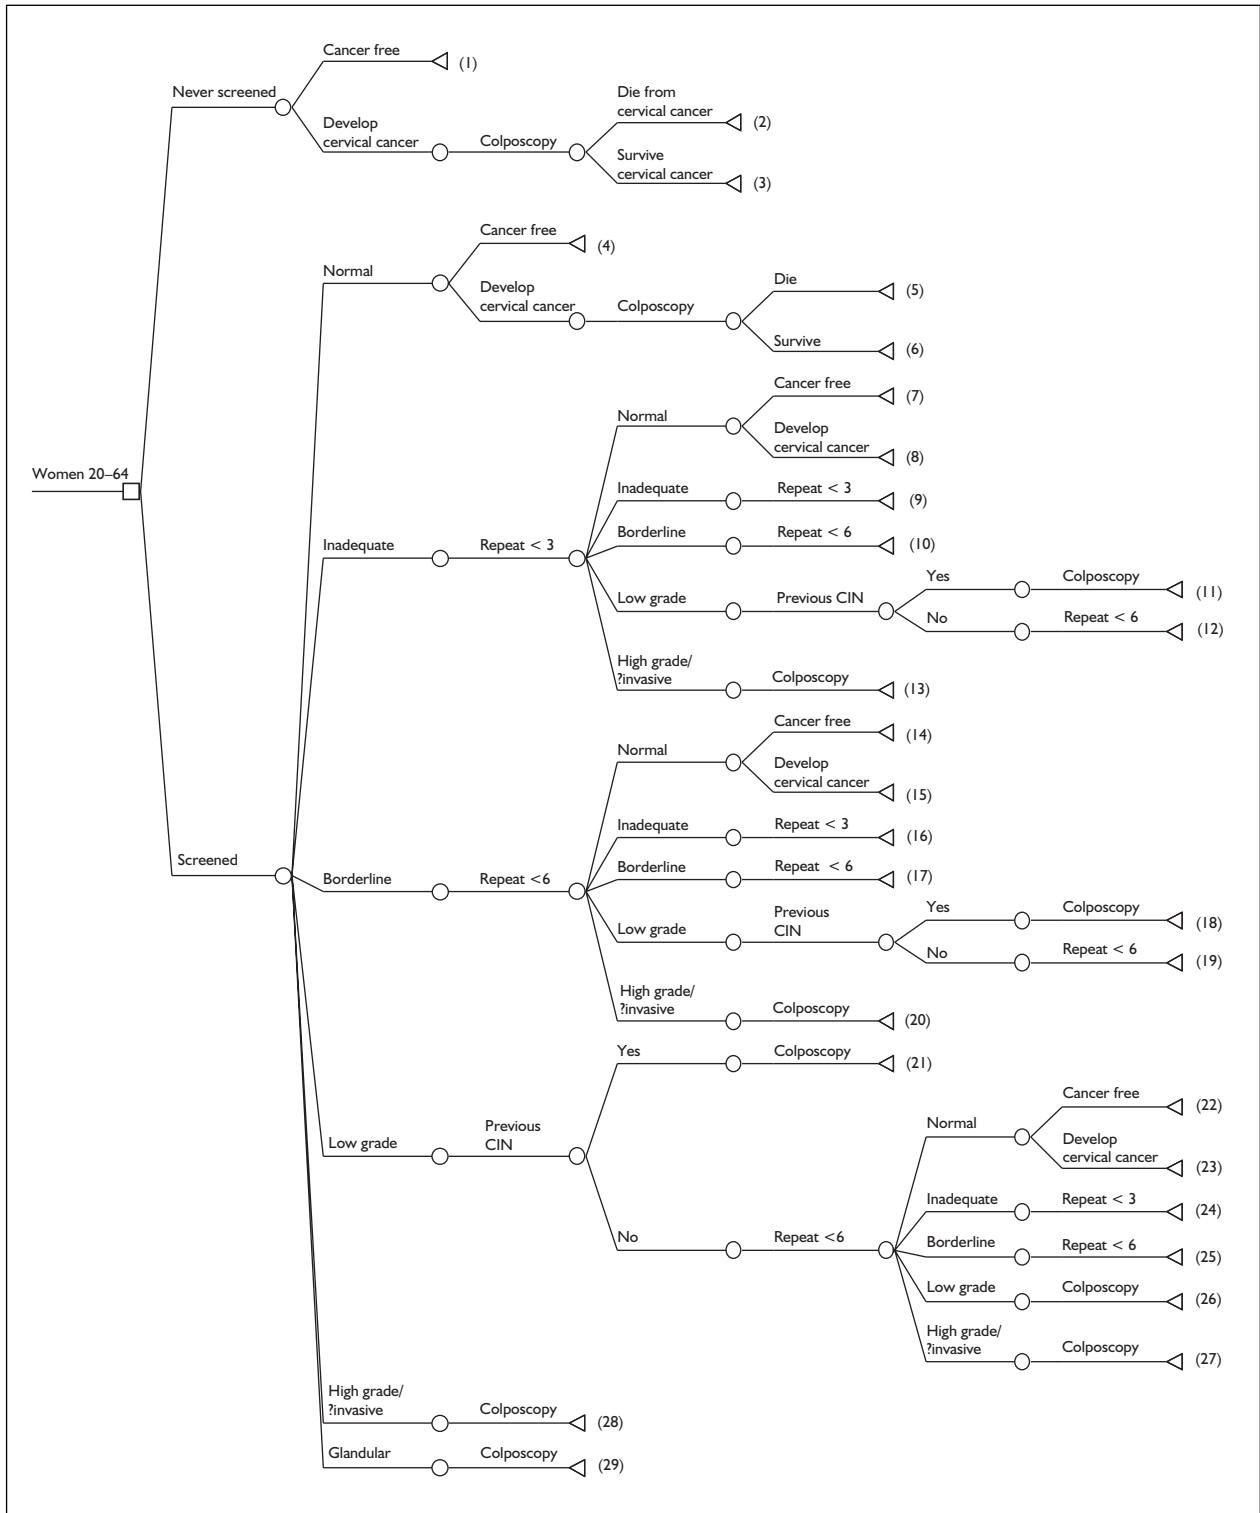 Cancer free
(1)
Never screened
Die from
cervical cancer
(2)
Develop
cervical cancer
Colposcopy
Survive
cervical cancer
(3)
Cancer free
(4)
Normal
Develop
cervical cancer
Colposcopy
Die
(5)
Survive
(6)
Women 20–64
Cancer free
(7)
Normal
Develop
cervical cancer
(8)
Inadequate
Repeat < 3
(9)
Borderline
Repeat < 6
(10)
Inadequate
Repeat < 3
Low grade
Previous CIN
Yes
Colposcopy
(11)
No
Repeat < 6
(12)
High grade/
?invasive
Colposcopy
(13)
Cancer free
(14)
Normal
Develop
cervical cancer
(15)
Inadequate
Repeat < 3
(16)
Screened
Borderline
Repeat <6
Borderline
Repeat < 6
(17)
Low grade
Previous
CIN
Yes
Colposcopy
(18)
No
Repeat < 6
(19)
High grade/
?invasive
Colposcopy
(20)
Yes
Colposcopy
(21)
Low grade
Previous
CIN
Cancer free
(22)
Normal
Develop
cervical cancer
(23)
Inadequate
Repeat < 3
(24)
No
Repeat <6
Borderline
Repeat < 6
(25)
Low grade
Colposcopy
(26)
High grade/
?invasive
Colposcopy
(27)
High grade/
?invasive
Colposcopy
(28)
Glandular
Colposcopy
(29)